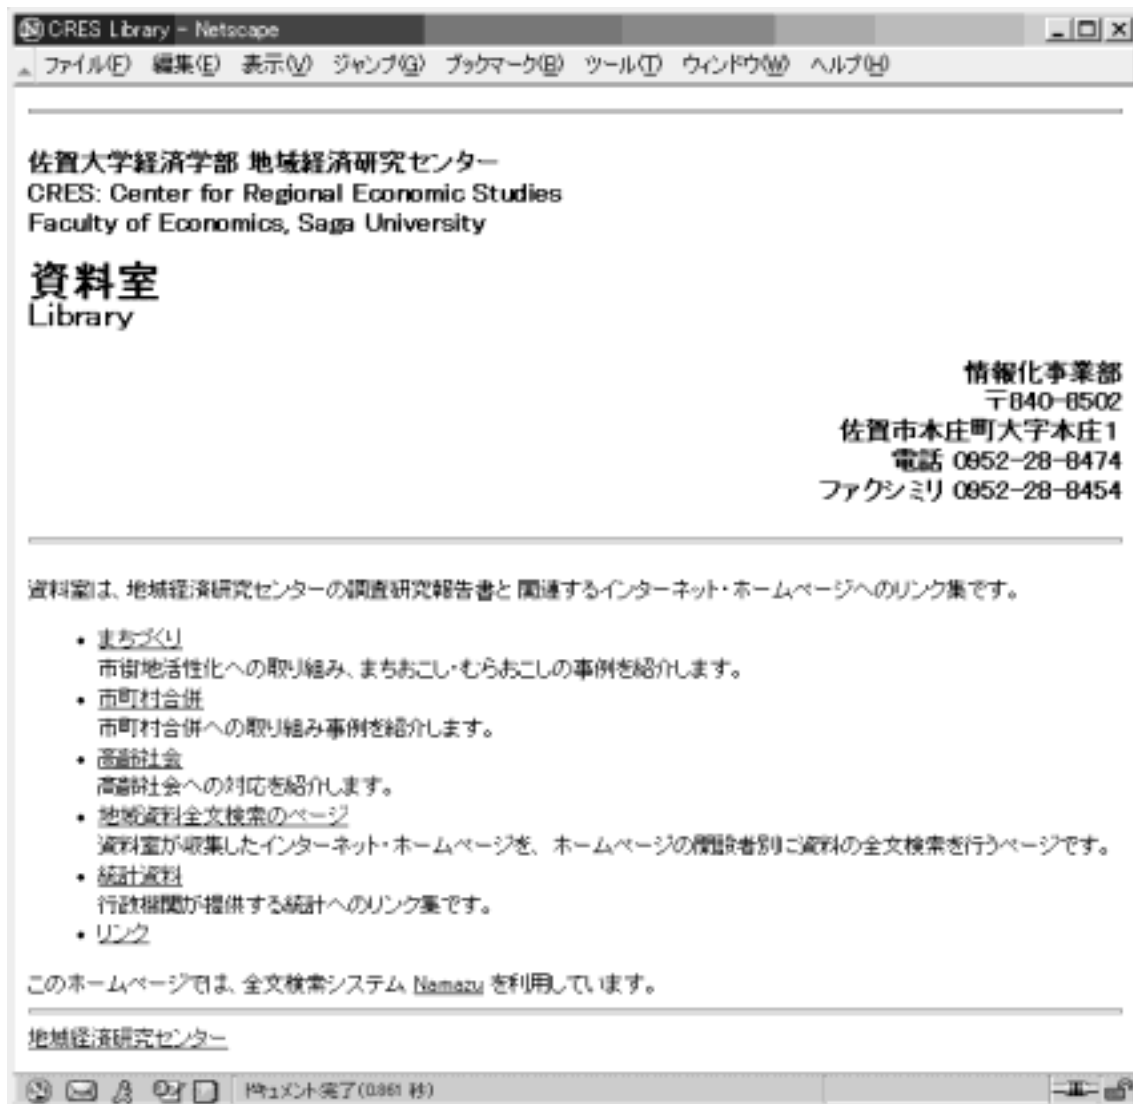 CRES Library - Netscape
ファイル(F) 編集(E) 表示(V) ジャンプ(G) ブックマーク(B) ツール(T) ウィンドウ(W) ヘルプ(H)
佐賀大学経済学部 地域経済研究センター
CRES: Center for Regional Economic Studies
Faculty of Economics, Saga University
資料室
Library
情報化事業部
〒840-8502
佐賀市本庄町大字本庄1
電話 0952-28-8474
ファクシミリ 0952-28-8454
資料室は、地域経済研究センターの調査研究報告書と 関連するインターネット・ホームページへのリンク集です。
• まちづくり
市街地活性化への取り組み、まちおこし・むらおこしの事例を紹介します。
• 市町村合併
市町村合併への取り組み事例を紹介します。
• 高齢社会
高齢社会への対応を紹介します。
• 地域資料全文検索のページ
資料室が収集したインターネット・ホームページを、 ホームページの開設者別に資料の全文検索を行うページです。
• 統計資料
行政機関が提供する統計へのリンク集です。
• リンク
このホームページでは、全文検索システム Namazu を利用しています。
地域経済研究センター
ドキュメント:完了(0.861 秒)